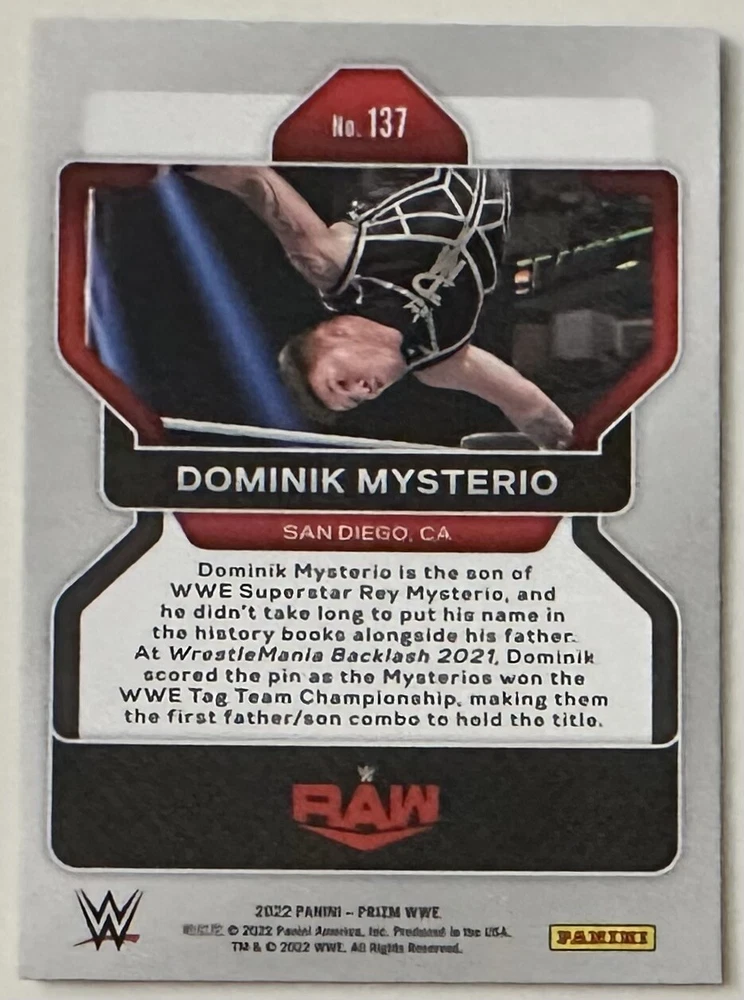 No. 137
DOMINIK MYSTERIO
SAN DIEGO, CA
Dominik Mysterio is the son of
WWE Superstar Rey Mysterio, and
he didn't take long to put his name in
the history books alongside his father.
At WrestleMania Backlash 2021, Dominik
scored the pin as the Mysterios won the
WWE Tag Team Championship, making them
the first father/son combo to hold the title.
W
RAW
W
2022 PANINI – PRIZM WWE
© 2022 Panini America, Inc. Produced in the USA.
TM & © 2022 WWE. All Rights Reserved.
PANINI